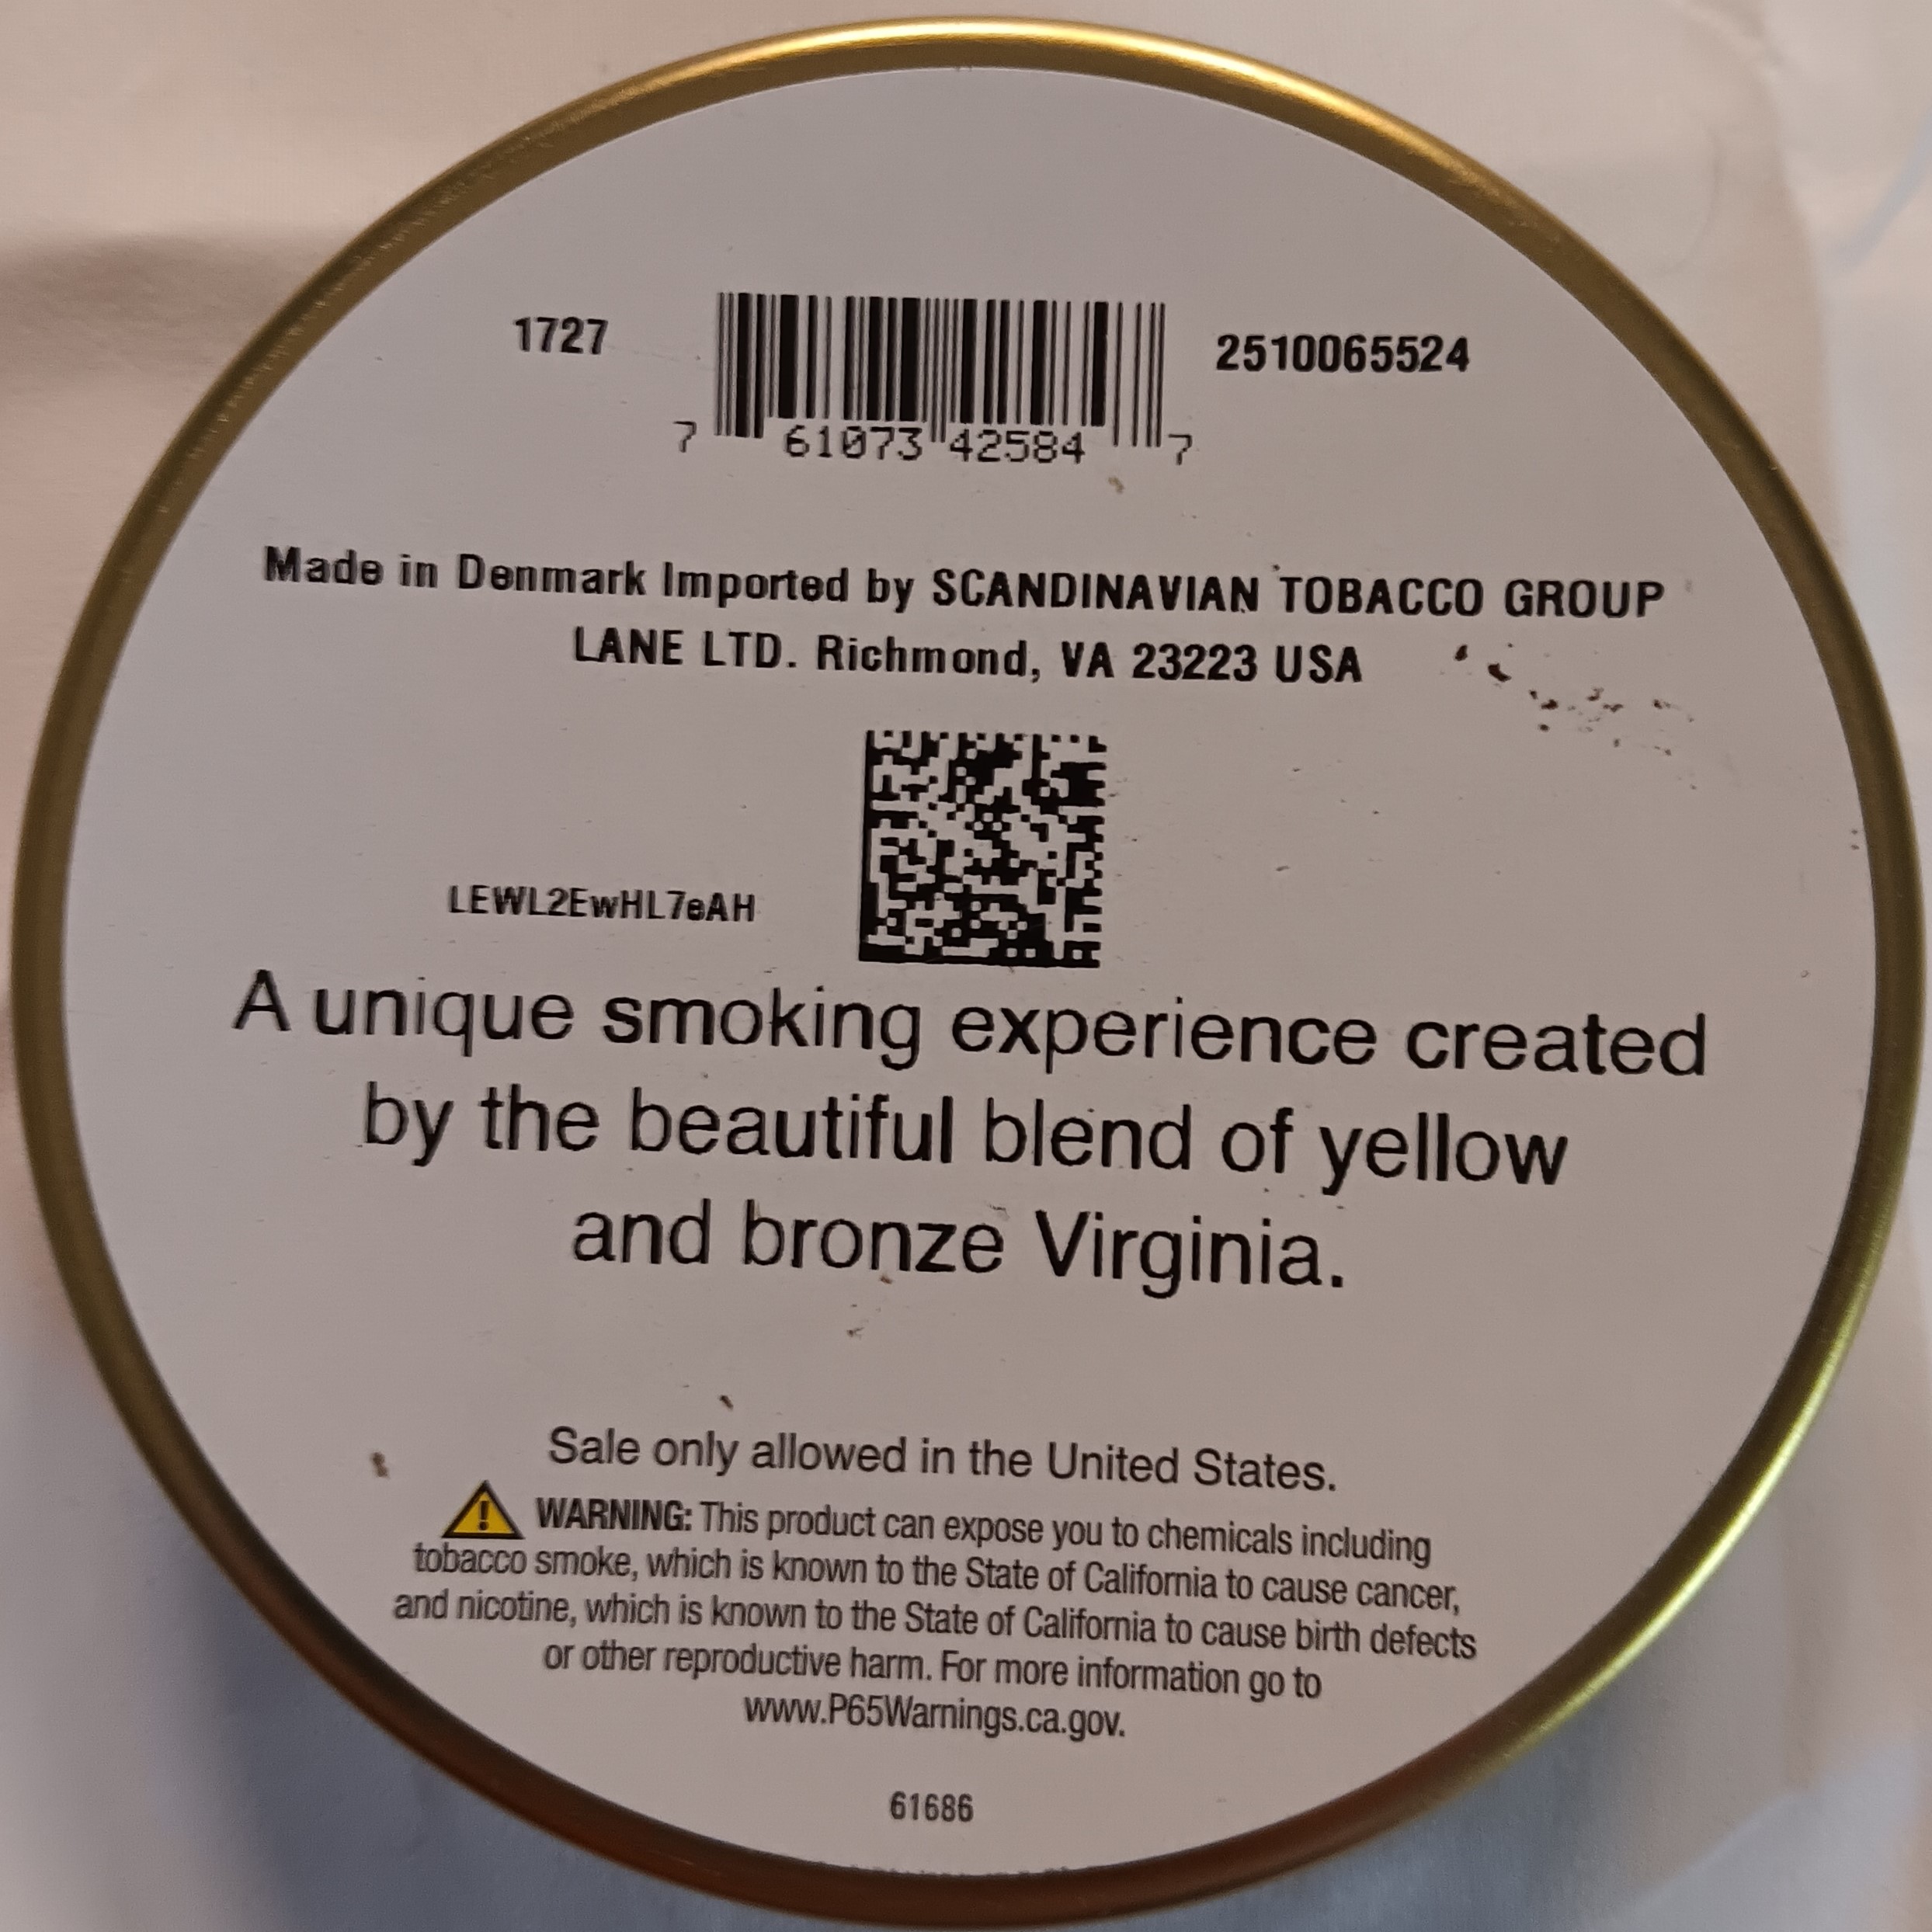 1727
2510065524
7 61073 42584 7
Made in Denmark Imported by SCANDINAVIAN TOBACCO GROUP
LANE LTD. Richmond, VA 23223 USA
LEWL2EwHL7eAH
A unique smoking experience created
by the beautiful blend of yellow
and bronze Virginia.
Sale only allowed in the United States.
WARNING: This product can expose you to chemicals including
tobacco smoke, which is known to the State of California to cause cancer,
and nicotine, which is known to the State of California to cause birth defects
or other reproductive harm. For more information go to
www.P65Warnings.ca.gov.
61686